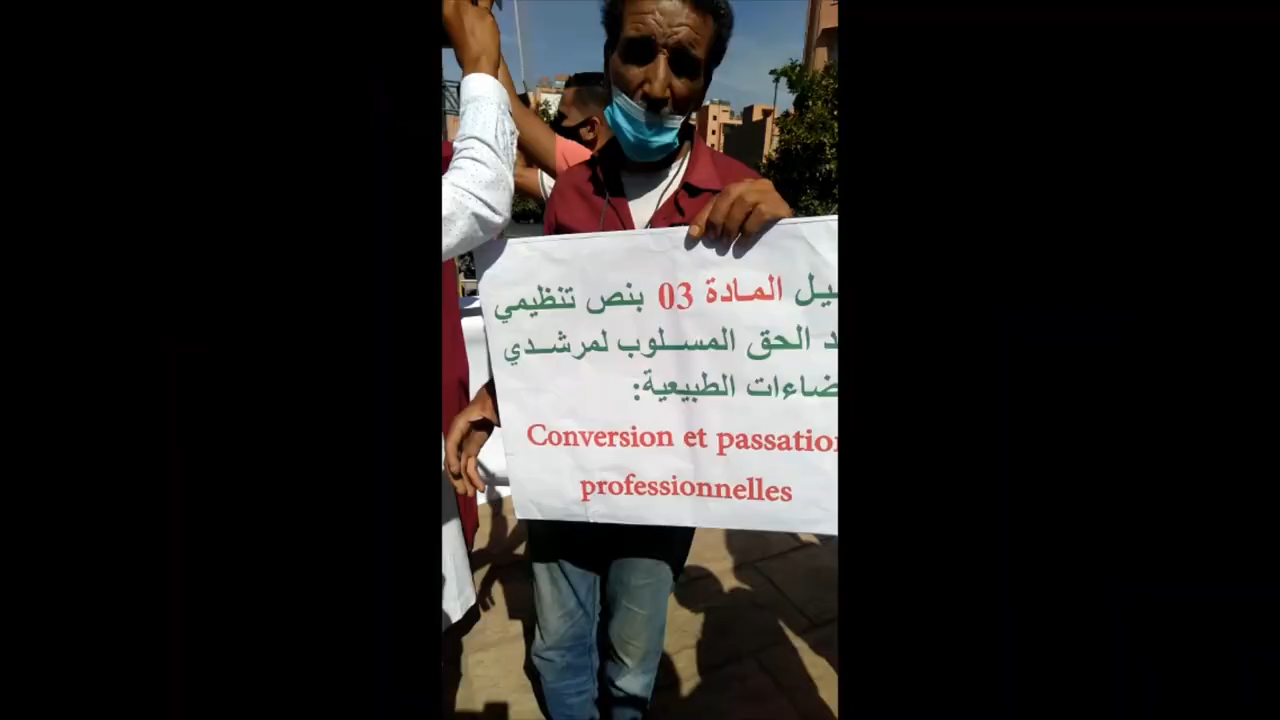 المادة 03 بنص تنظيمي
الحق المسلوب لمرشدي
الطبيعية:
Conversion et
professionnelles